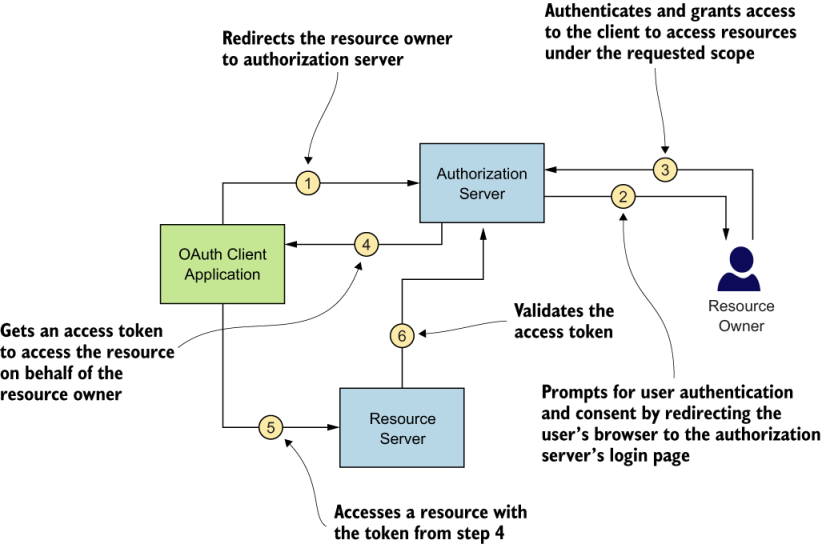 Authenticates and grants access
to the client to access resources
under the requested scope
Redirects the resource owner
to authorization server
1
Authorization
Server
3
2
OAuth Client
Application
4
Resource
Owner
Gets an access token
to access the resource
on behalf of the
resource owner
6
Validates the
access token
5
Resource
Server
Prompts for user authentication
and consent by redirecting the
user's browser to the authorization
server's login page
Accesses a resource with
the token from step 4